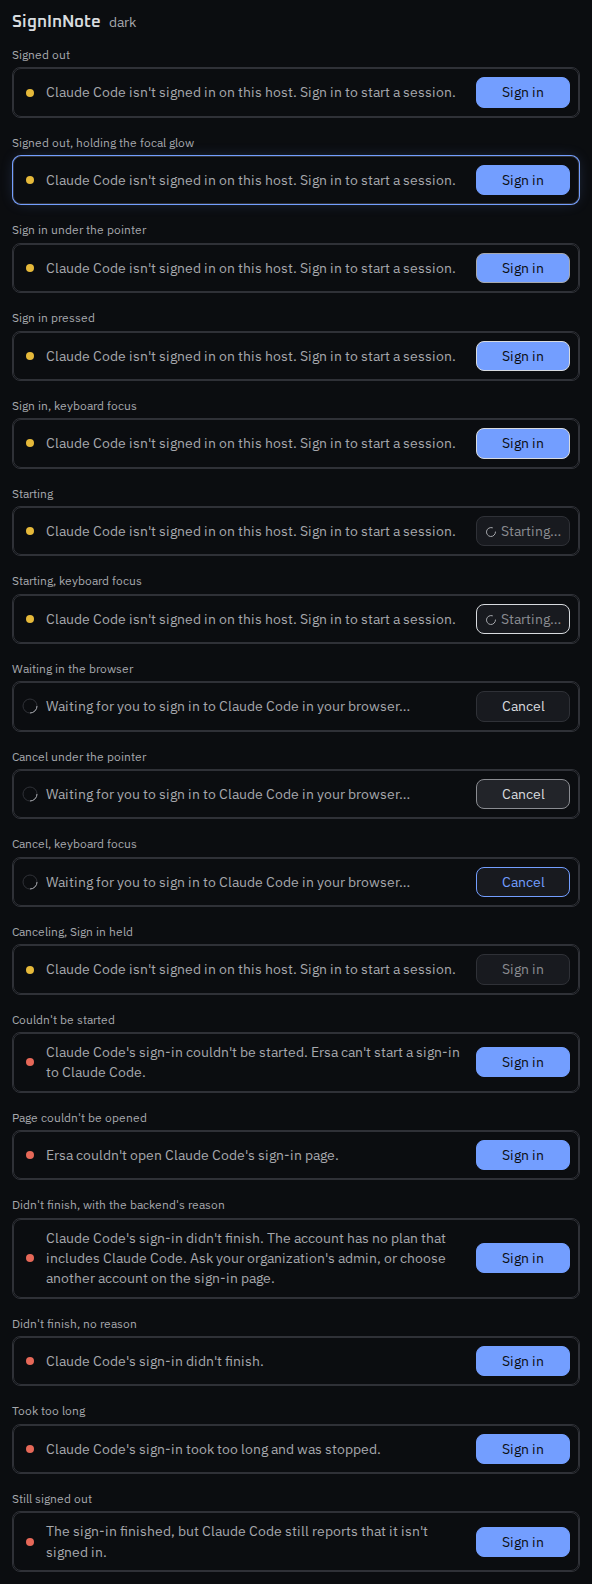 SignInNote dark
Signed out
Claude Code isn't signed in on this host. Sign in to start a session. Sign in
Signed out, holding the focal glow
Claude Code isn't signed in on this host. Sign in to start a session. Sign in
Sign in under the pointer
Claude Code isn't signed in on this host. Sign in to start a session. Sign in
Sign in pressed
Claude Code isn't signed in on this host. Sign in to start a session. Sign in
Sign in, keyboard focus
Claude Code isn't signed in on this host. Sign in to start a session. Sign in
Starting
Claude Code isn't signed in on this host. Sign in to start a session. Starting...
Starting, keyboard focus
Claude Code isn't signed in on this host. Sign in to start a session. Starting...
Waiting in the browser
Waiting for you to sign in to Claude Code in your browser... Cancel
Cancel under the pointer
Waiting for you to sign in to Claude Code in your browser... Cancel
Cancel, keyboard focus
Waiting for you to sign in to Claude Code in your browser... Cancel
Canceling, Sign in held
Claude Code isn't signed in on this host. Sign in to start a session. Sign in
Couldn't be started
Claude Code's sign-in couldn't be started. Ersa can't start a sign-in
to Claude Code.
Sign in
Page couldn't be opened
Ersa couldn't open Claude Code's sign-in page. Sign in
Didn't finish, with the backend's reason
Claude Code's sign-in didn't finish. The account has no plan that
includes Claude Code. Ask your organization's admin, or choose
another account on the sign-in page.
Sign in
Didn't finish, no reason
Claude Code's sign-in didn't finish. Sign in
Took too long
Claude Code's sign-in took too long and was stopped. Sign in
Still signed out
The sign-in finished, but Claude Code still reports that it isn't
signed in.
Sign in